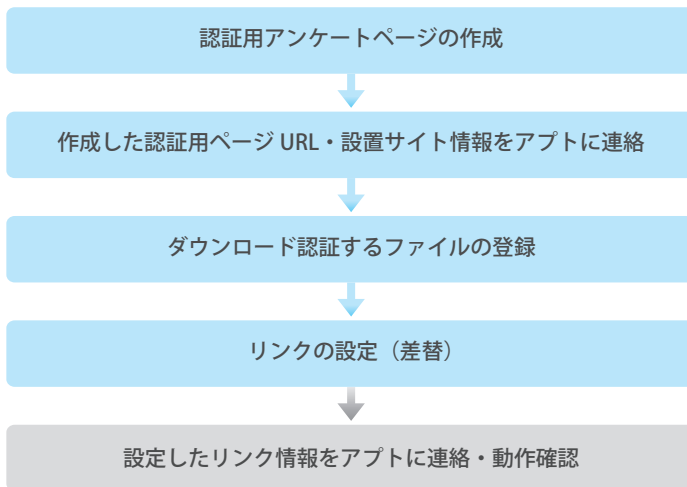 認証用アンケートページの作成
作成した認証用ページ URL・設置サイト情報をアプトに連絡
ダウンロード認証するファイルの登録
リンクの設定（差替）
設定したリンク情報をアプトに連絡・動作確認